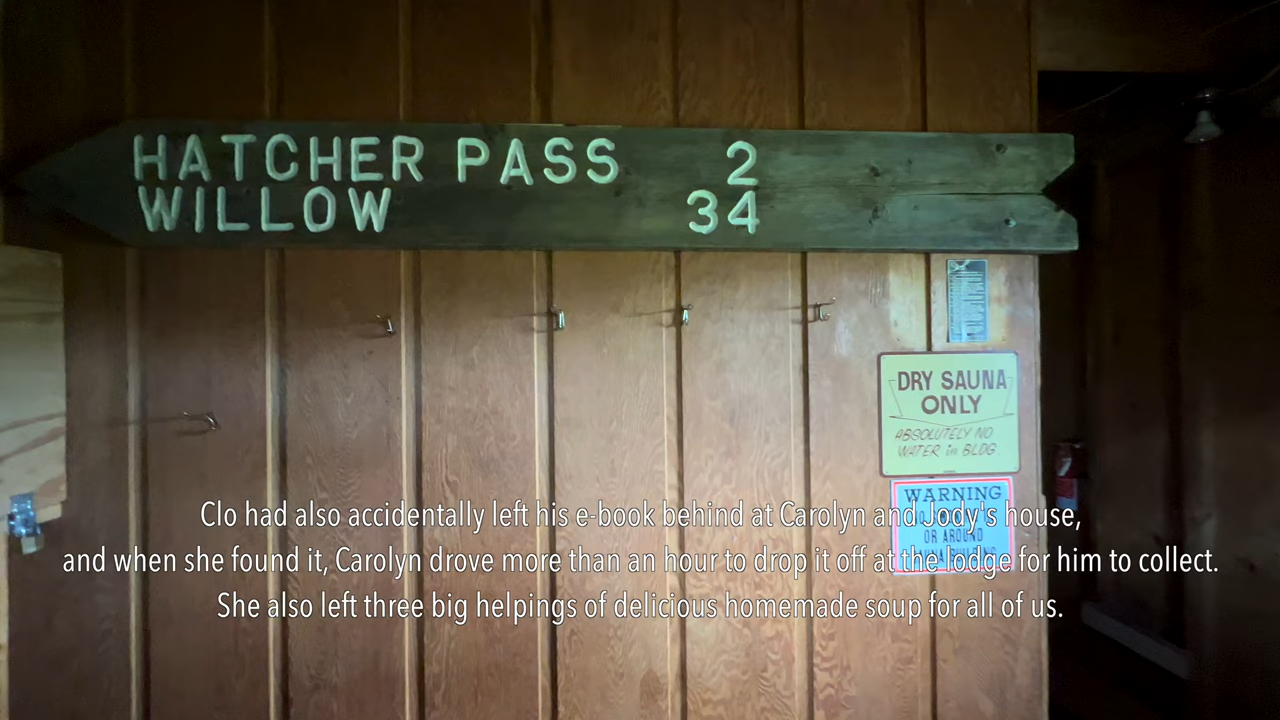 HATCHER PASS 2
WILLOW 34
DRY SAUNA
ONLY
ABSOLUTELY NO
WATER in BLDG.
WARNING
OR AROUND
Clo had also accidentally left his e-book behind at Carolyn and Jody's house,
and when she found it, Carolyn drove more than an hour to drop it off at the lodge for him to collect.
She also left three big helpings of delicious homemade soup for all of us.